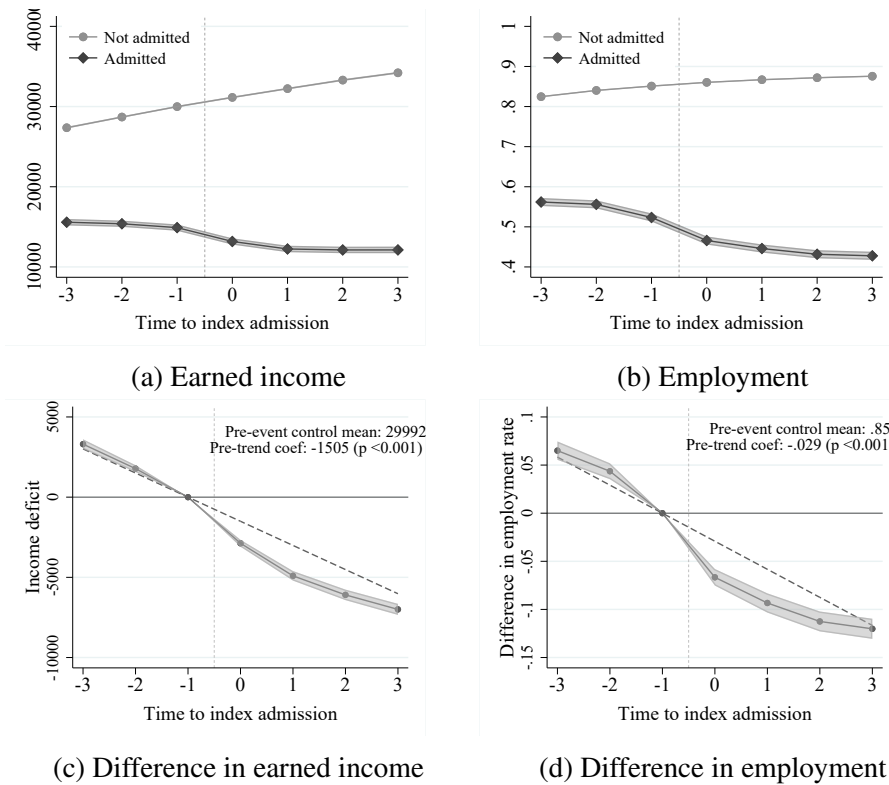 40000
30000
20000
10000
Not admitted
Admitted
-3 -2 -1 0 1 2 3
Time to index admission
(a) Earned income
1
.9
.8
.7
.6
.5
.4
Not admitted
Admitted
-3 -2 -1 0 1 2 3
Time to index admission
(b) Employment
Income deficit
5000
0
-5000
-10000
Pre-event control mean: 29992
Pre-trend coef: -1505 (p <0.001)
-3 -2 -1 0 1 2 3
Time to index admission
(c) Difference in earned income
Difference in employment rate
.1
.05
0
-.05
-.1
-.15
Pre-event control mean: .85
Pre-trend coef: -.029 (p <0.001
-3 -2 -1 0 1 2 3
Time to index admission
(d) Difference in employment